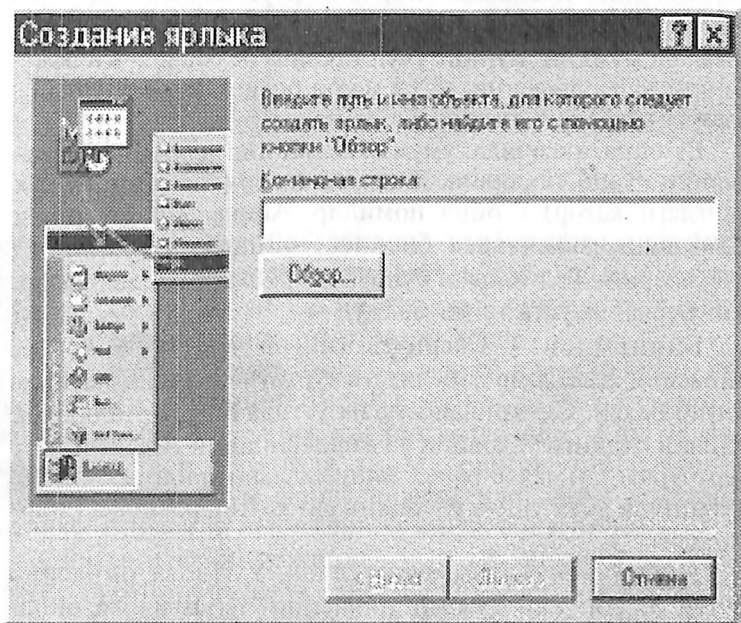 Создание ярлыка
Введите путь и имя объекта, для которого следует
создать ярлык, либо найдите его с помощью
кнопки "Обзор".
Командная строка:
Обзор...
Отмена